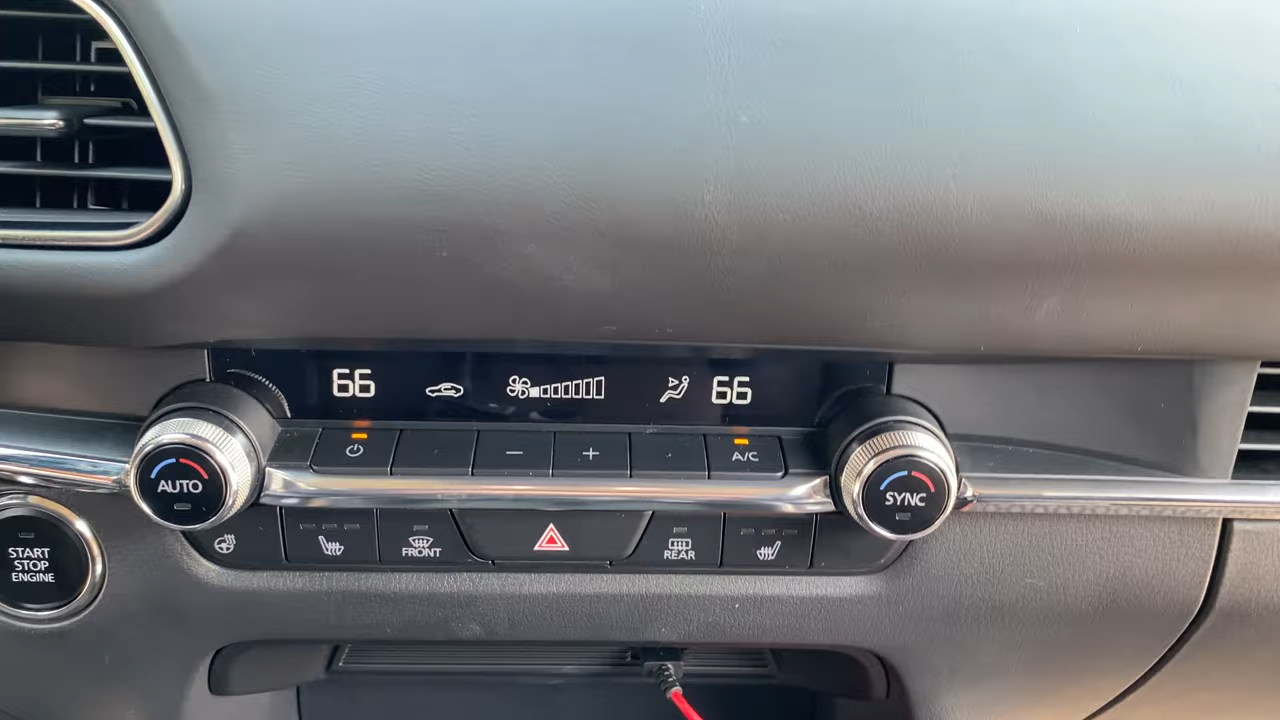 66 66
A/C
AUTO
SYNC
START
STOP
ENGINE
FRONT
REAR